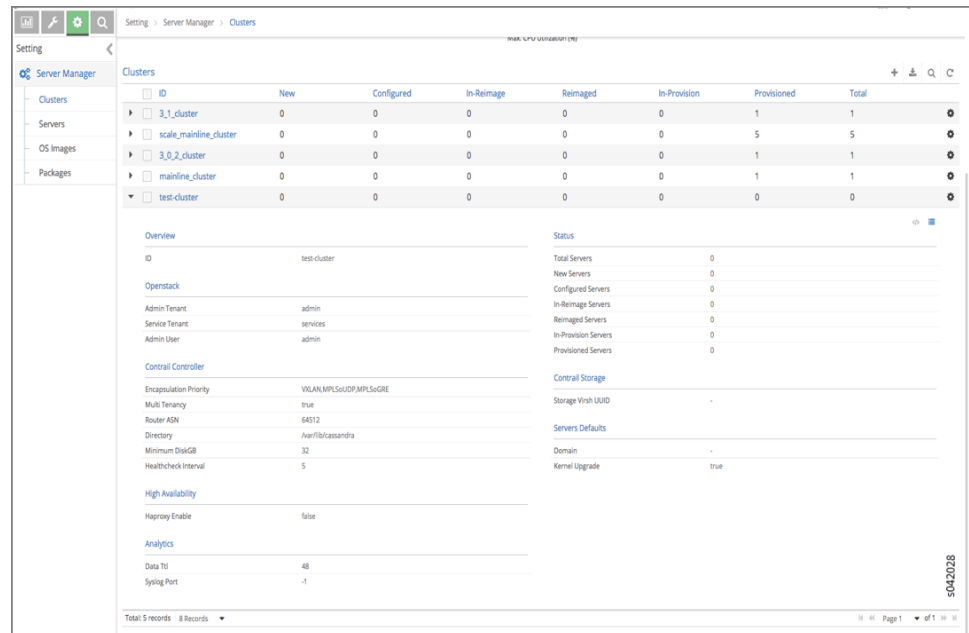 Setting > Server Manager > Clusters
Setting
Max. CPU Utilization (%)
Server Manager
Clusters
Servers
OS Images
Packages
Clusters
ID New Configured In-Reimage Reimaged In-Provision Provisioned Total
3_1_cluster 0 0 0 0 0 1 1
scale_mainline_cluster 0 0 0 0 0 5 5
3_0_2_cluster 0 0 0 0 0 1 1
mainline_cluster 0 0 0 0 0 1 1
test-cluster 0 0 0 0 0 0 0
Overview
ID test-cluster
Openstack
Admin Tenant admin
Service Tenant services
Admin User admin
Contrail Controller
Encapsulation Priority VXLAN,MPLSoUDP,MPLSoGRE
Multi Tenancy true
Router ASN 64512
Directory /var/lib/cassandra
Minimum DiskGB 32
Healthcheck Interval 5
High Availability
Haproxy Enable false
Analytics
Data Ttl 48
Syslog Port -1
Status
Total Servers 0
New Servers 0
Configured Servers 0
In-Reimage Servers 0
Reimaged Servers 0
In-Provision Servers 0
Provisioned Servers 0
Contrail Storage
Storage Virsh UUID -
Servers Defaults
Domain -
Kernel Upgrade true
s042028
Total: 5 records 8 Records
Page 1 of 1